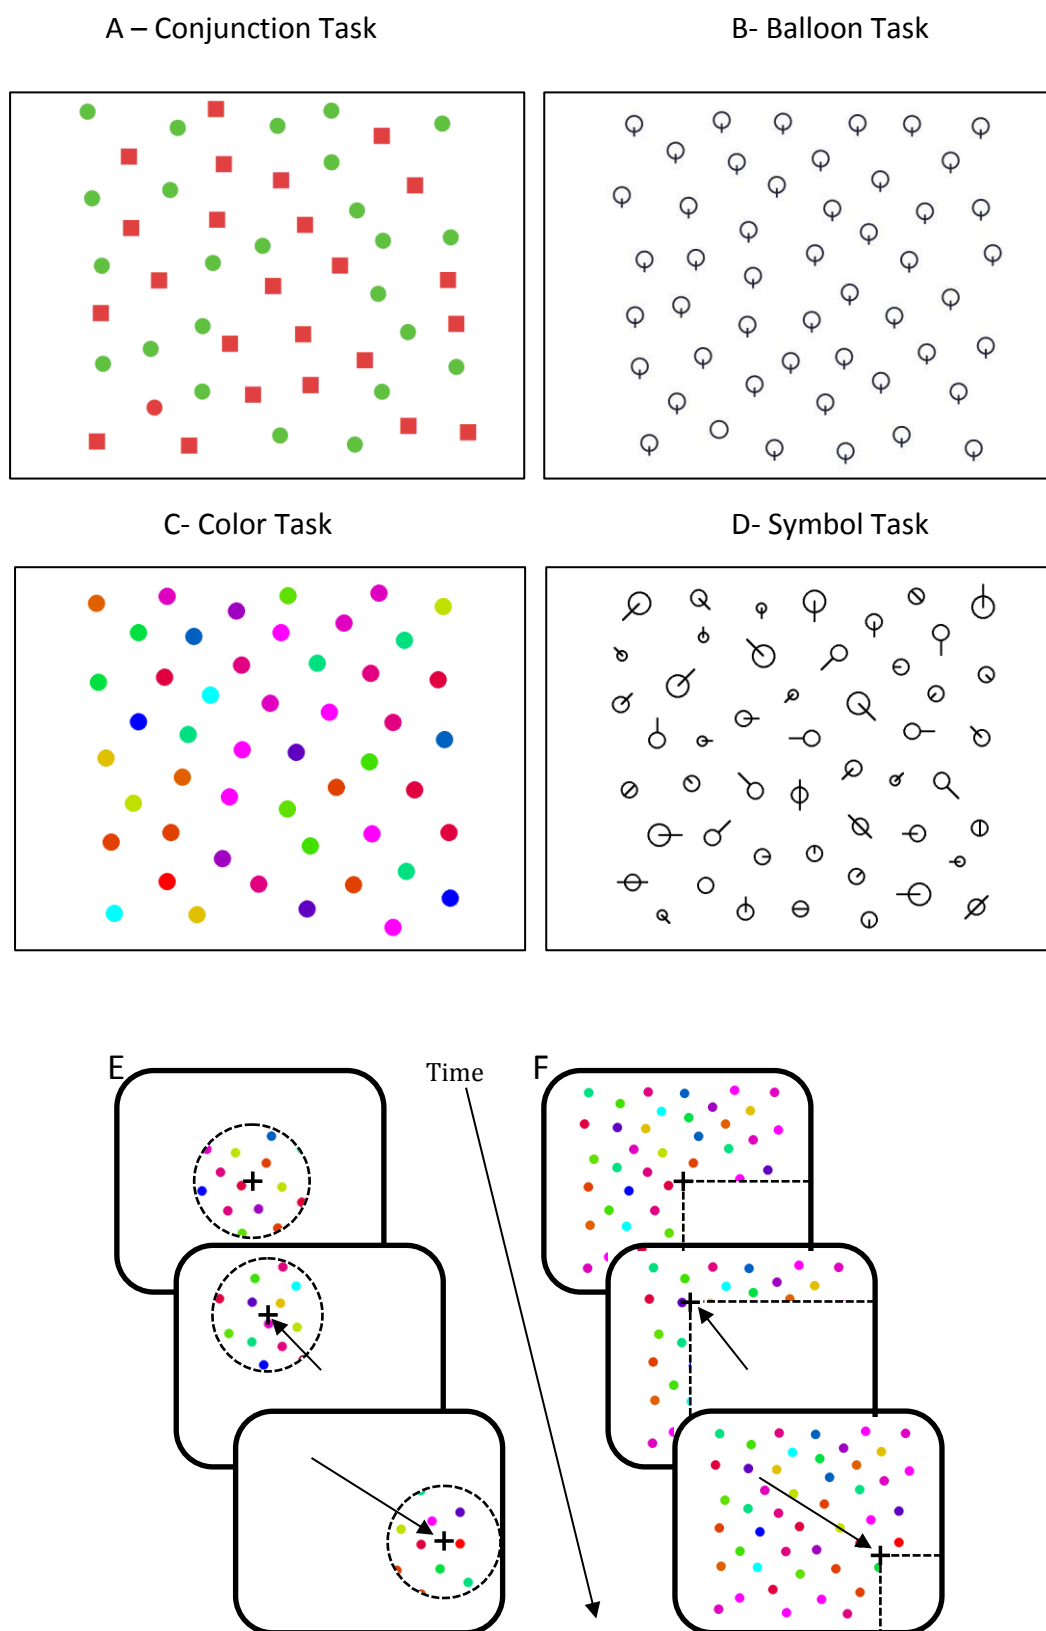 A – Conjunction Task
B- Balloon Task
C- Color Task
D- Symbol Task
E
Time
F